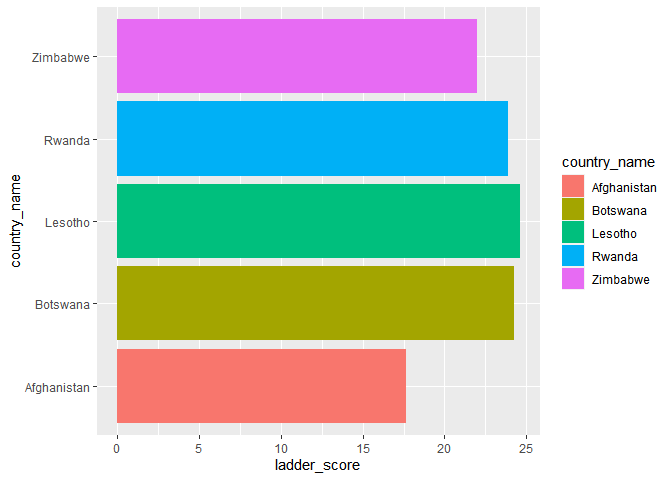 Zimbabwe
Rwanda
Lesotho
Botswana
Afghanistan
country_name
0 5 10 15 20 25
ladder_score
country_name
Afghanistan
Botswana
Lesotho
Rwanda
Zimbabwe